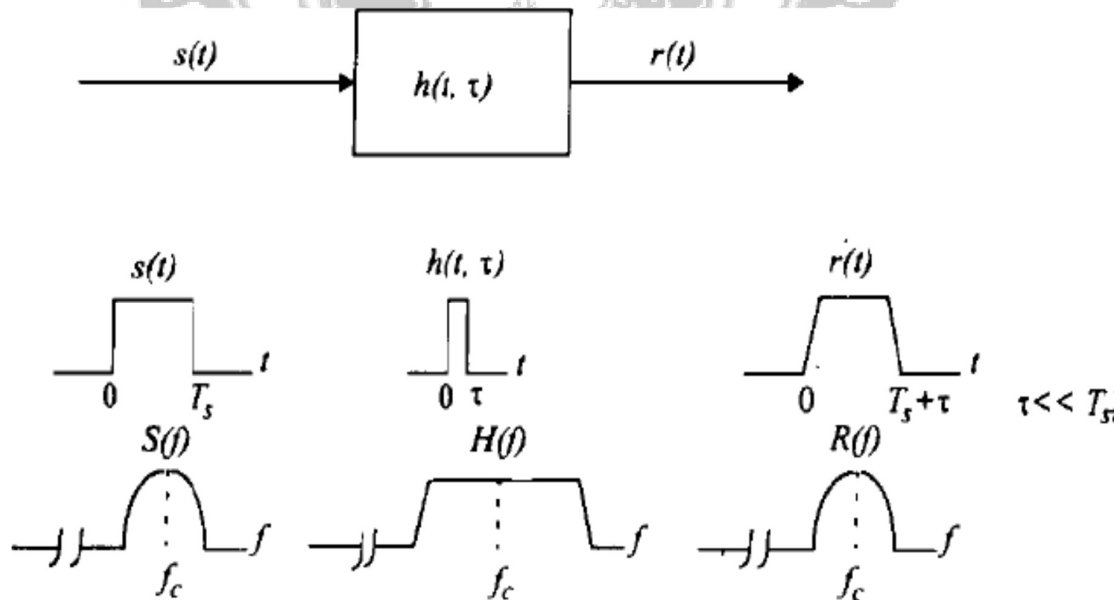 s(t)
h(t, τ)
r(t)
s(t)
h(t, τ)
r(t)
t
t
t
0
T_s
0 τ
0
T_s+τ
τ<< T_s
S(f)
H(f)
R(f)
f
f
f
f_c
f_c
f_c